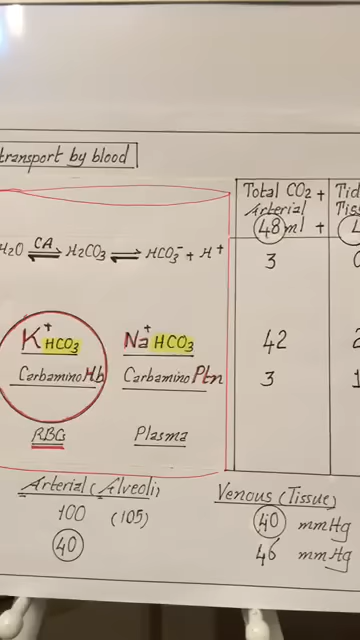 transport by blood
Total CO₂ +
Arterial
48 ml +
H₂O CA ⇌ H₂CO₃ ⇌ HCO₃⁻ + H⁺
3
K⁺HCO₃ Na⁺HCO₃
42
Carbamino Hb Carbamino Ptn
3
RBCs Plasma
Arterial (Alveoli)
Venous (Tissue)
100 (105)
40 mmHg
40
46 mmHg